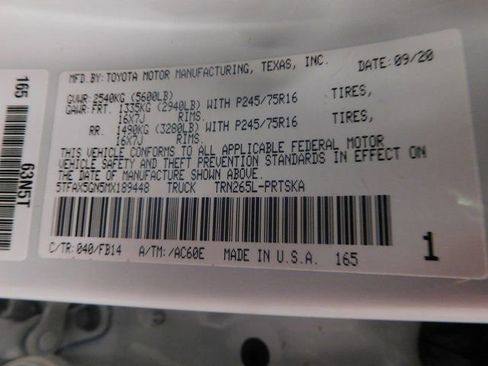 MFD.BY:TOYOTA MOTOR MANUFACTURING, TEXAS, INC. DATE:09/20
GVWR: 2540KG (5600LB)
GAWR:FRT. 1335KG (2940LB) WITH P245/75R16 TIRES,
16X7J RIMS.
RR. 1490KG (3280LB) WITH P245/75R16 TIRES,
16X7J RIMS.
THIS VEHICLE CONFORMS TO ALL APPLICABLE FEDERAL MOTOR
VEHICLE SAFETY AND THEFT PREVENTION STANDARDS IN EFFECT ON
THE DATE OF MANUFACTURE SHOWN ABOVE.
5TFAX5GN5MX189448 TRUCK TRN265L-PRTSKA
C/TR:040/FB14 A/TM:/AC60E MADE IN U.S.A. 165 1
165
63N5T